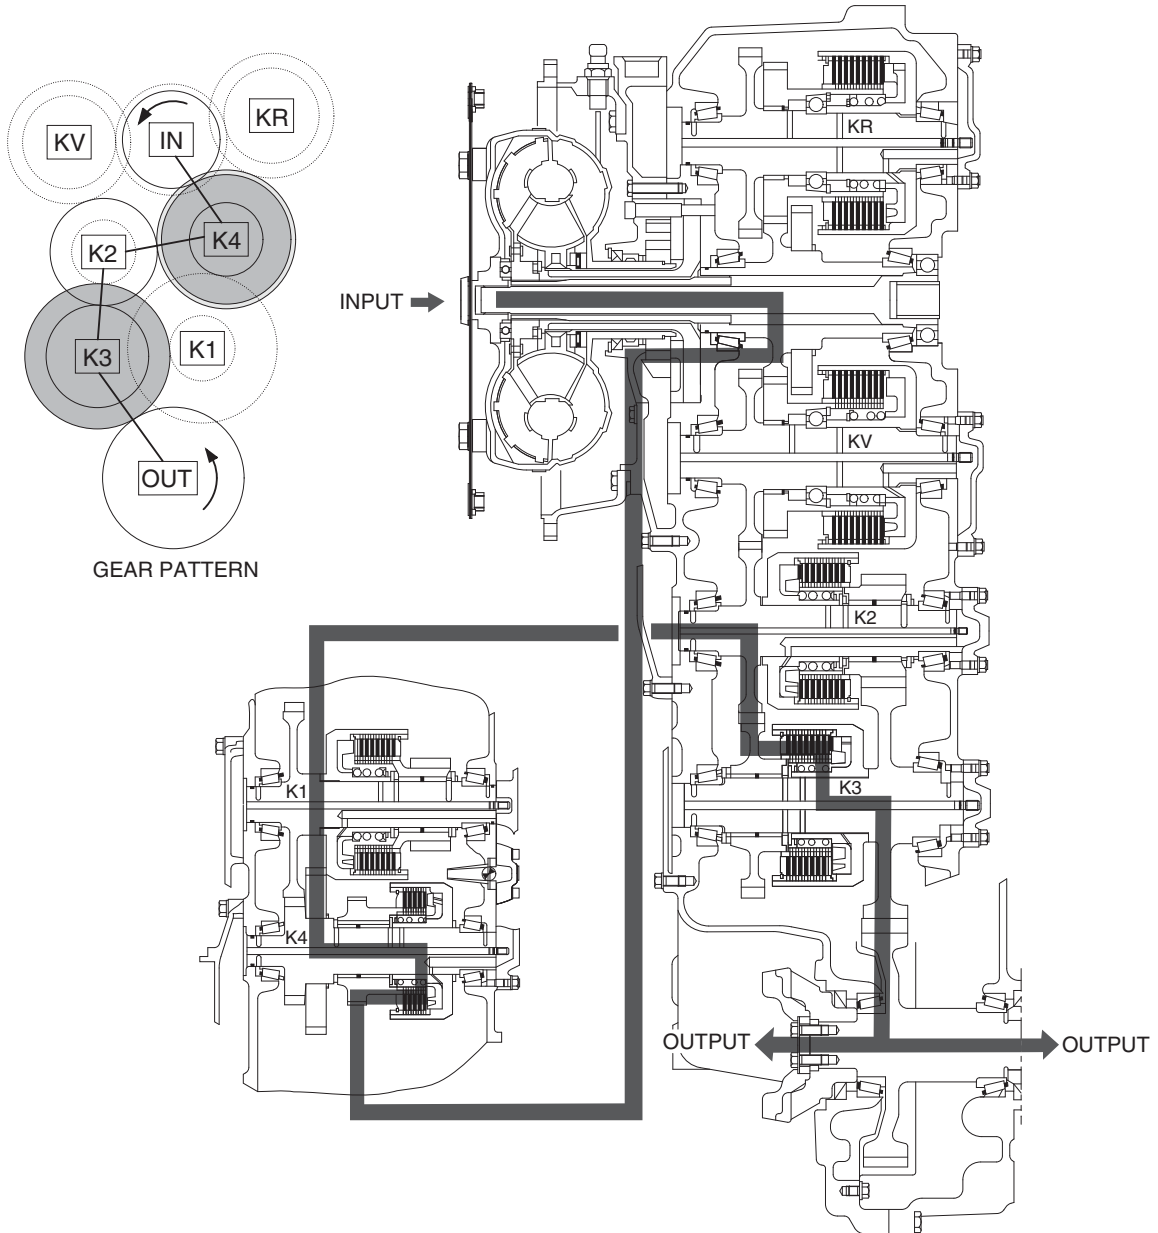 KV
IN
KR
K2
K4
K3
K1
OUT
GEAR PATTERN
INPUT
KR
KV
K2
K3
K1
K4
OUTPUT
OUTPUT